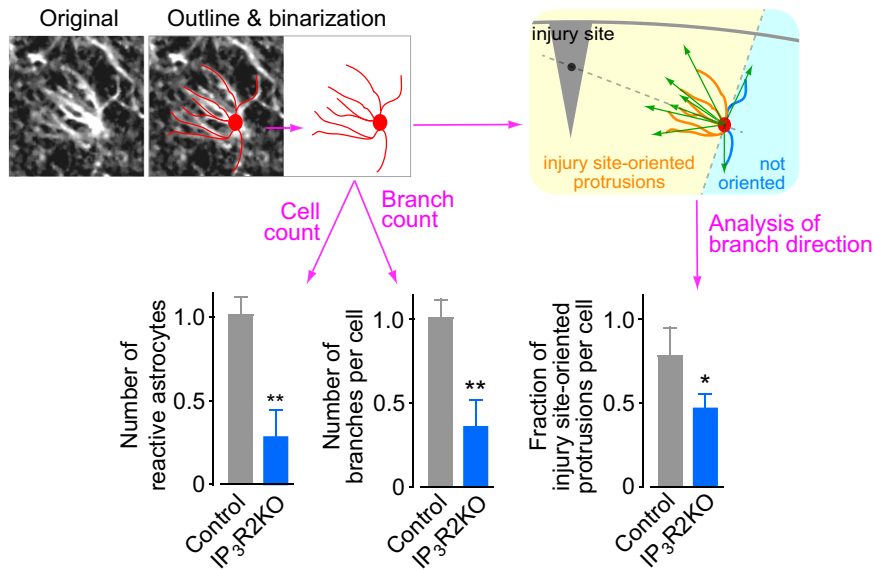 Original
Outline & binarization
injury site
injury site-oriented
protrusions
not
oriented
Cell
count
Branch
count
Analysis of
branch direction
Number of
reactive astrocytes
1.0
0.5
0
**
Control
IP₃R2KO
Number of
branches per cell
1.0
0.5
0
**
Control
IP₃R2KO
Fraction of
injury site-oriented
protrusions per cell
1.0
0.5
0
*
Control
IP₃R2KO